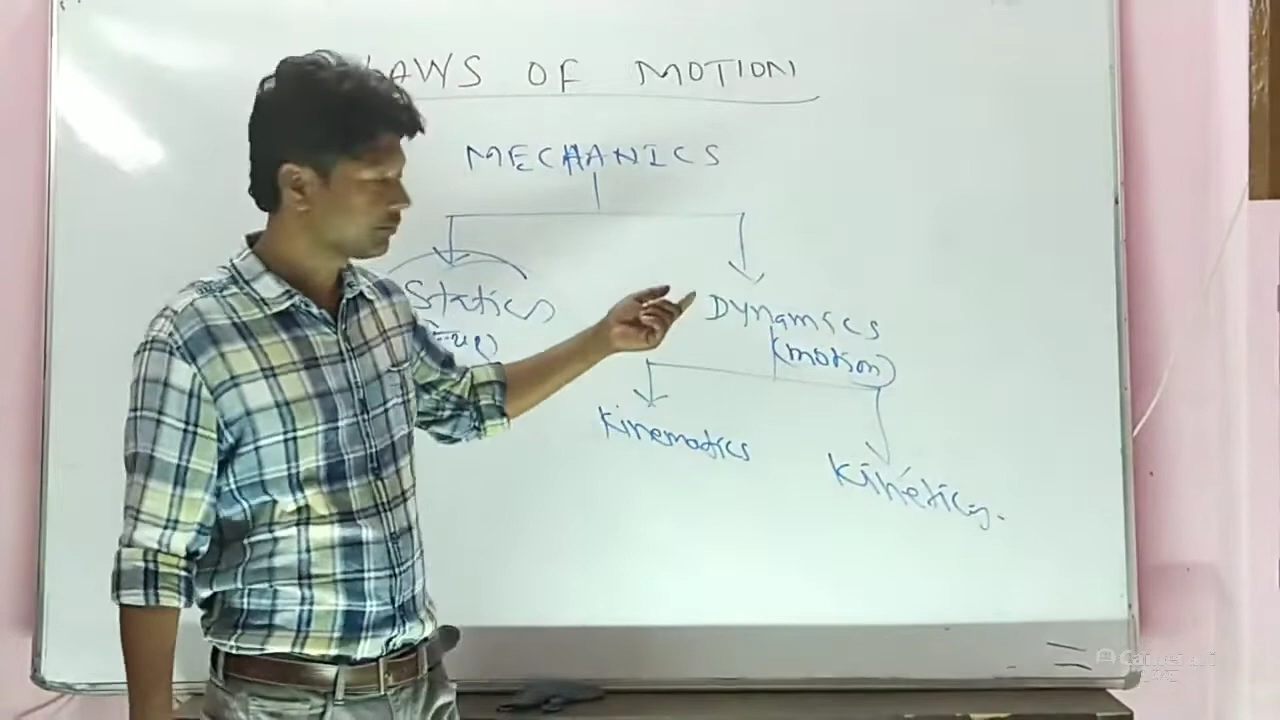 LAWS OF MOTION
MECHANICS
Statics
Dynamics
(motion)
Kinematics
Kinetics.